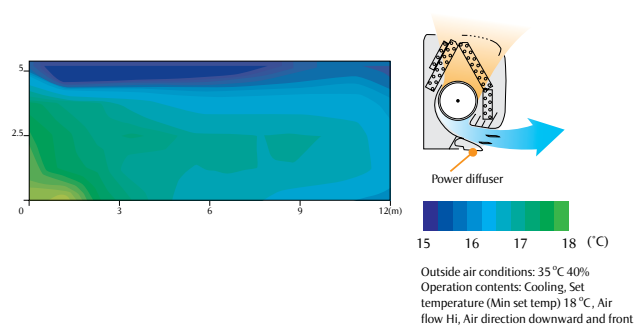 5
2.5
0
3
6
9
12(m)
Power diffuser
15 16 17 18 (°C)
Outside air conditions: 35 °C 40%
Operation contents: Cooling, Set
temperature (Min set temp) 18 °C, Air
flow Hi, Air direction downward and front